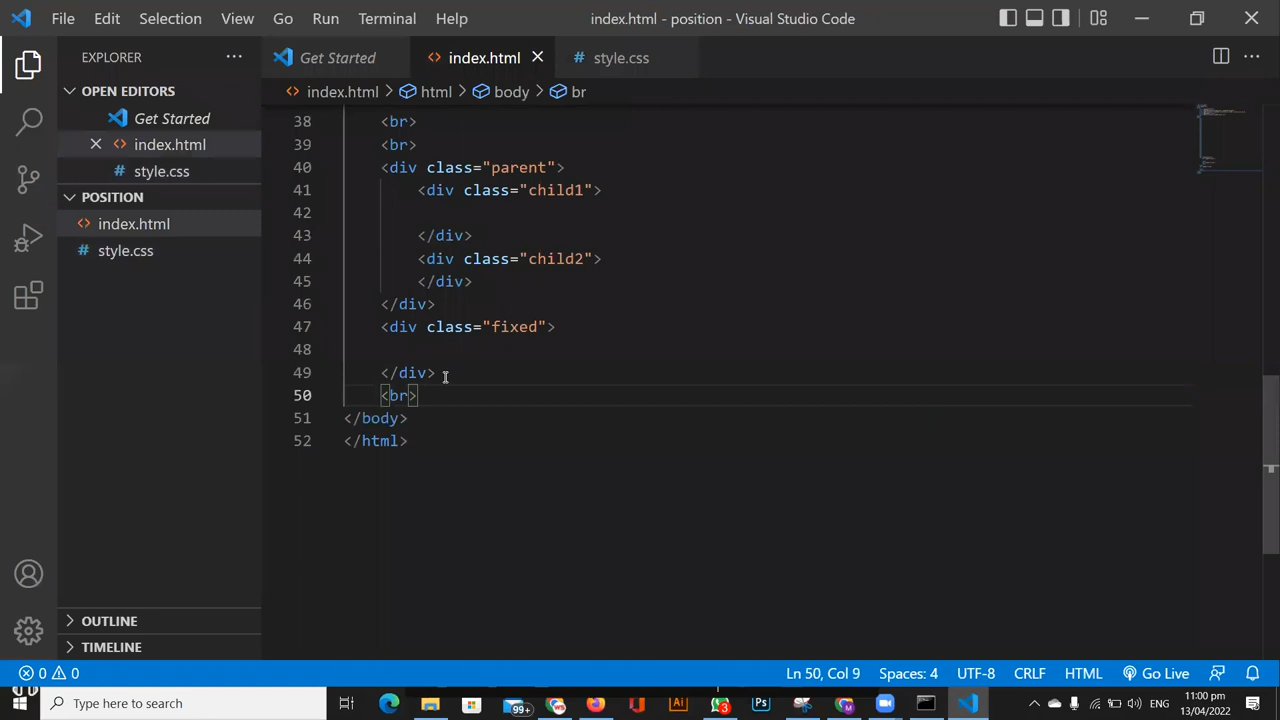 File Edit Selection View Go Run Terminal Help index.html - position - Visual Studio Code
EXPLORER
OPEN EDITORS
Get Started
index.html
style.css
POSITION
index.html
style.css
OUTLINE
TIMELINE
Get Started index.html style.css
index.html html body br
38 <br>
39 <br>
40 <div class="parent">
41 <div class="child1">
42
43 </div>
44 <div class="child2">
45 </div>
46 </div>
47 <div class="fixed">
48
49 </div>
50 <br>
51 </body>
52 </html>
0 0 Ln 50, Col 9 Spaces: 4 UTF-8 CRLF HTML Go Live
Type here to search 99+ Ai 3 Ps ENG 11:00 pm
13/04/2022